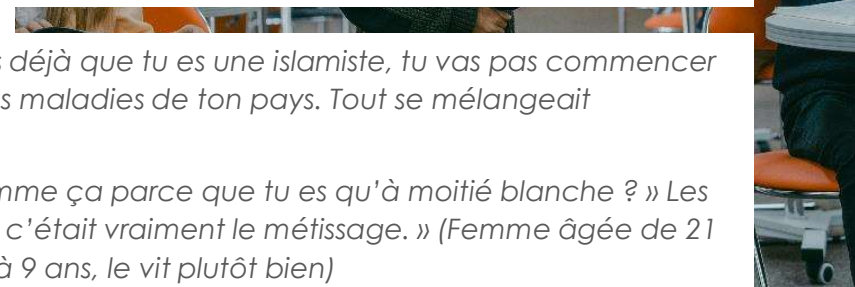 déjà que tu es une islamiste, tu vas pas commencer
maladies de ton pays. Tout se mélangeait
ça parce que tu es qu’à moitié blanche ? » Les
c’était vraiment le métissage. » (Femme âgée de 21
à 9 ans, le vit plutôt bien)